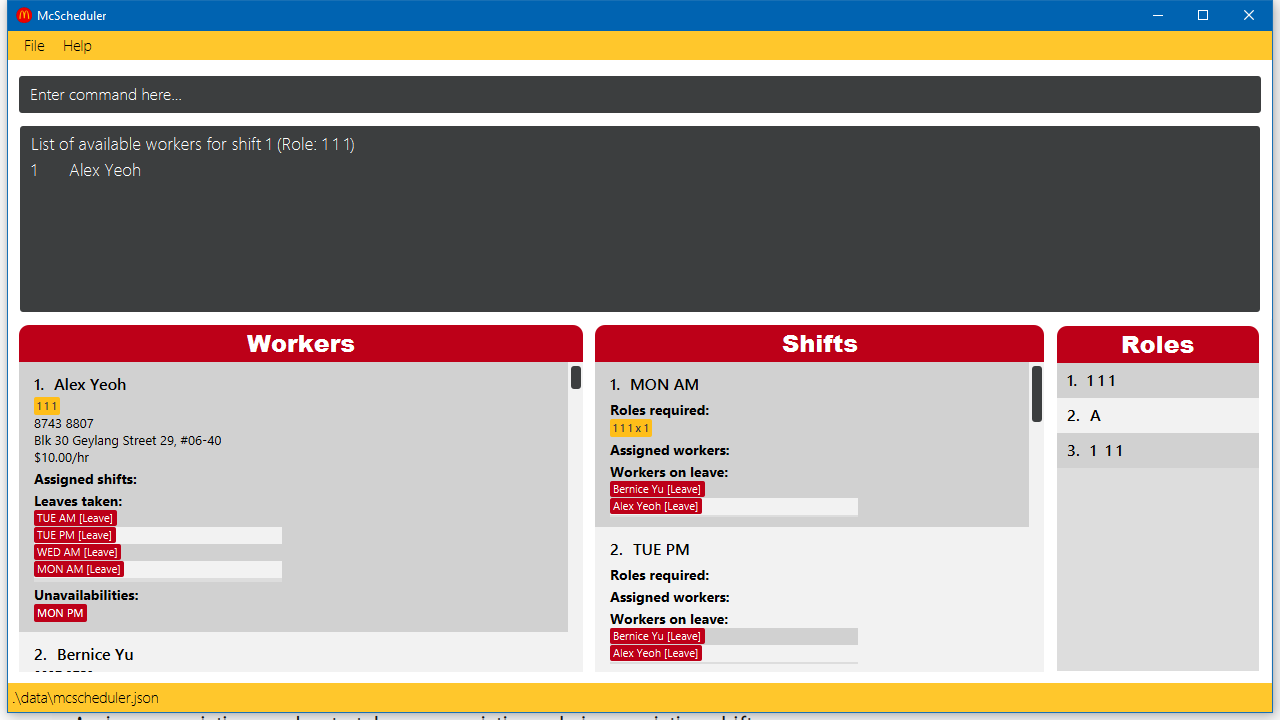 McScheduler
File Help
Enter command here...
List of available workers for shift 1 (Role: 1 1 1)
1 Alex Yeoh
Workers
1. Alex Yeoh
1 1 1
8743 8807
Blk 30 Geylang Street 29, #06-40
$10.00/hr
Assigned shifts:
Leaves taken:
TUE AM [Leave]
TUE PM [Leave]
WED AM [Leave]
MON AM [Leave]
Unavailabilities:
MON PM
2. Bernice Yu
Shifts
1. MON AM
Roles required:
1 1 1 x 1
Assigned workers:
Workers on leave:
Bernice Yu [Leave]
Alex Yeoh [Leave]
2. TUE PM
Roles required:
Assigned workers:
Workers on leave:
Bernice Yu [Leave]
Alex Yeoh [Leave]
Roles
1. 1 1 1
2. A
3. 1 1 1
.\data\mcscheduler.json